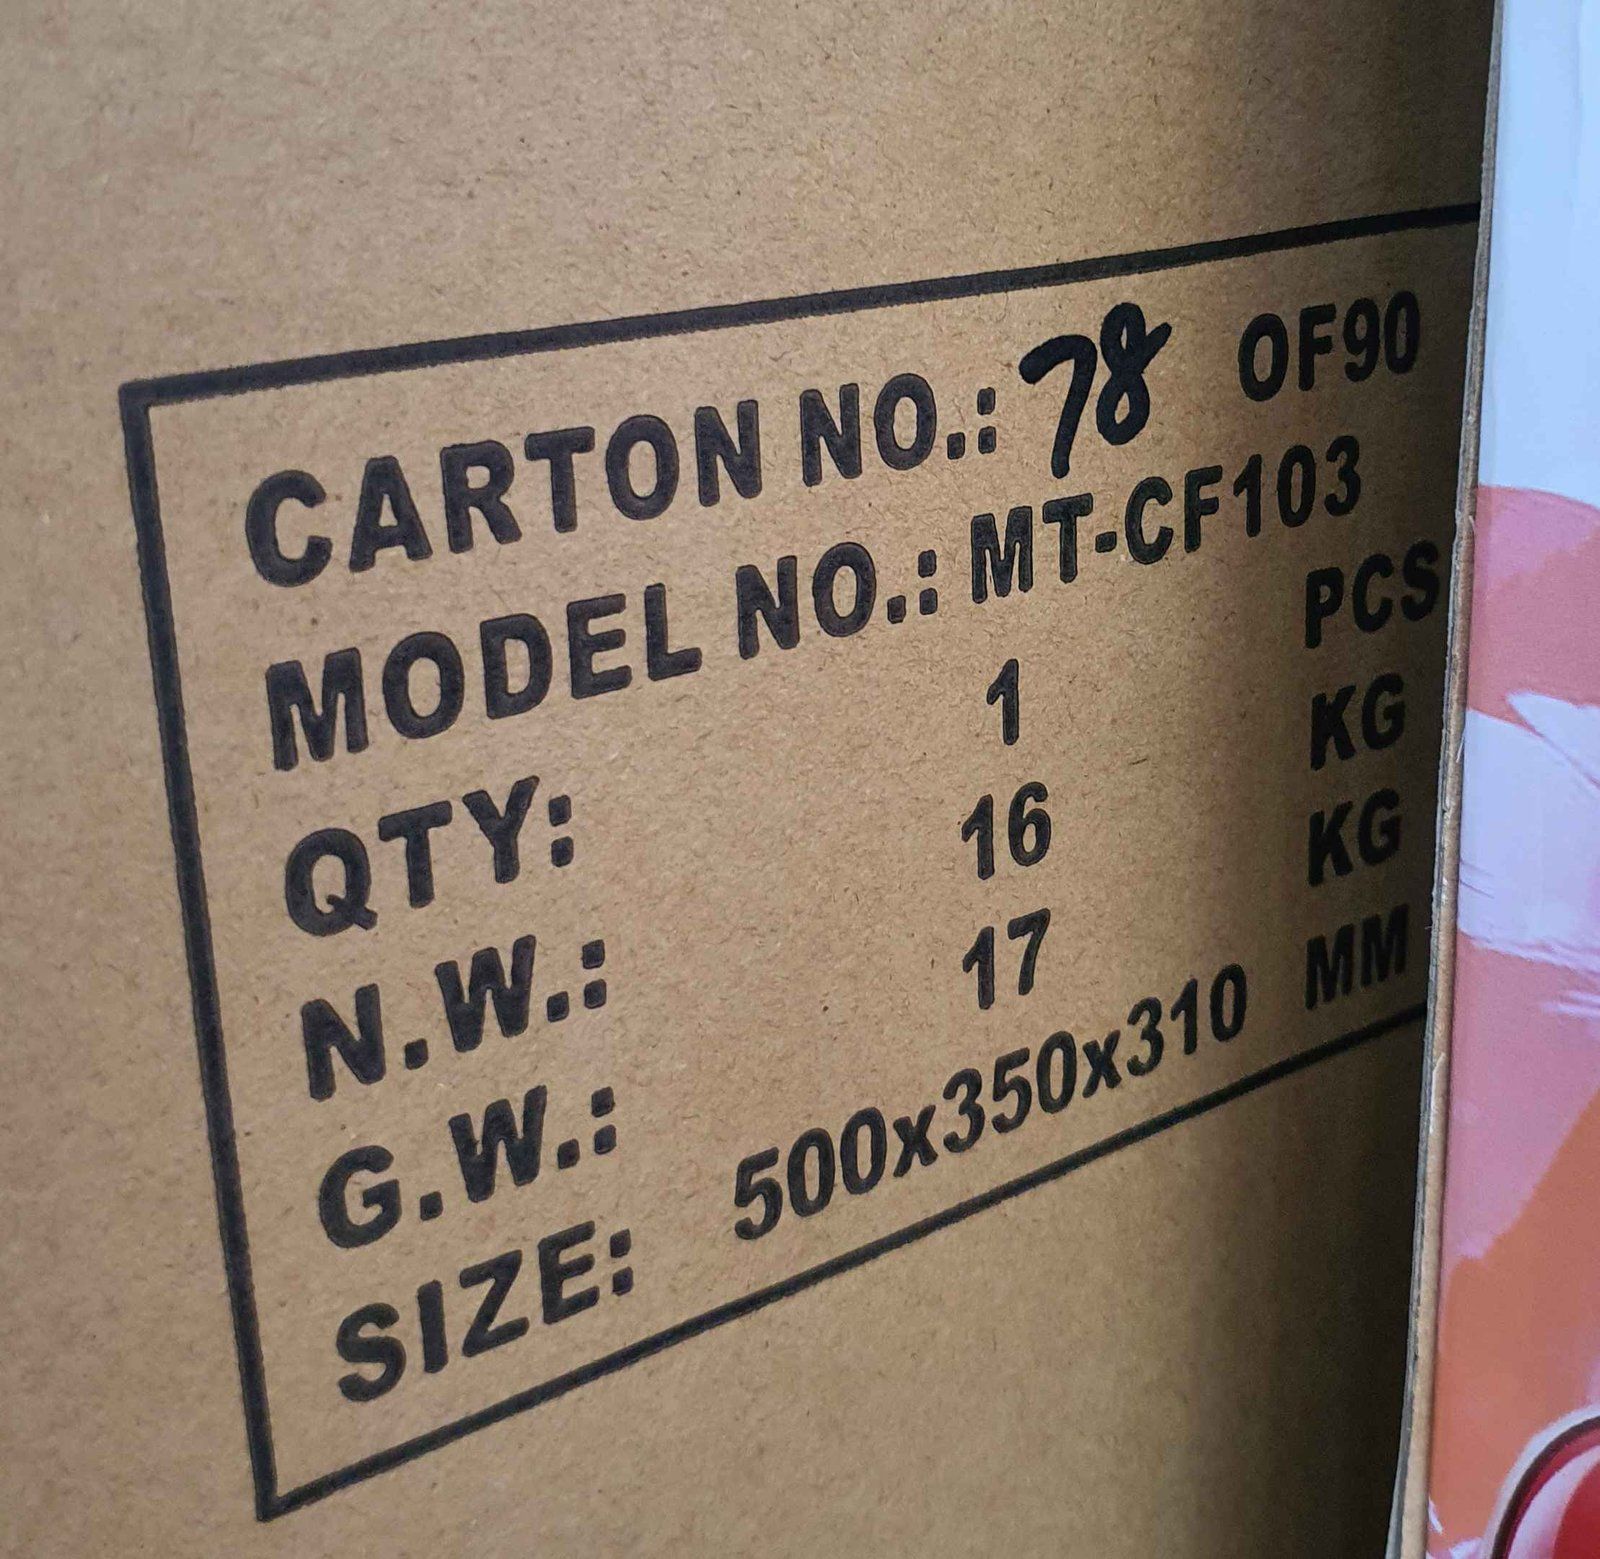 CARTON NO.: 78 OF90
MODEL NO.: MT-CF103
QTY: 1 PCS
N.W.: 16 KG
G.W.: 17 KG
SIZE: 500x350x310 MM